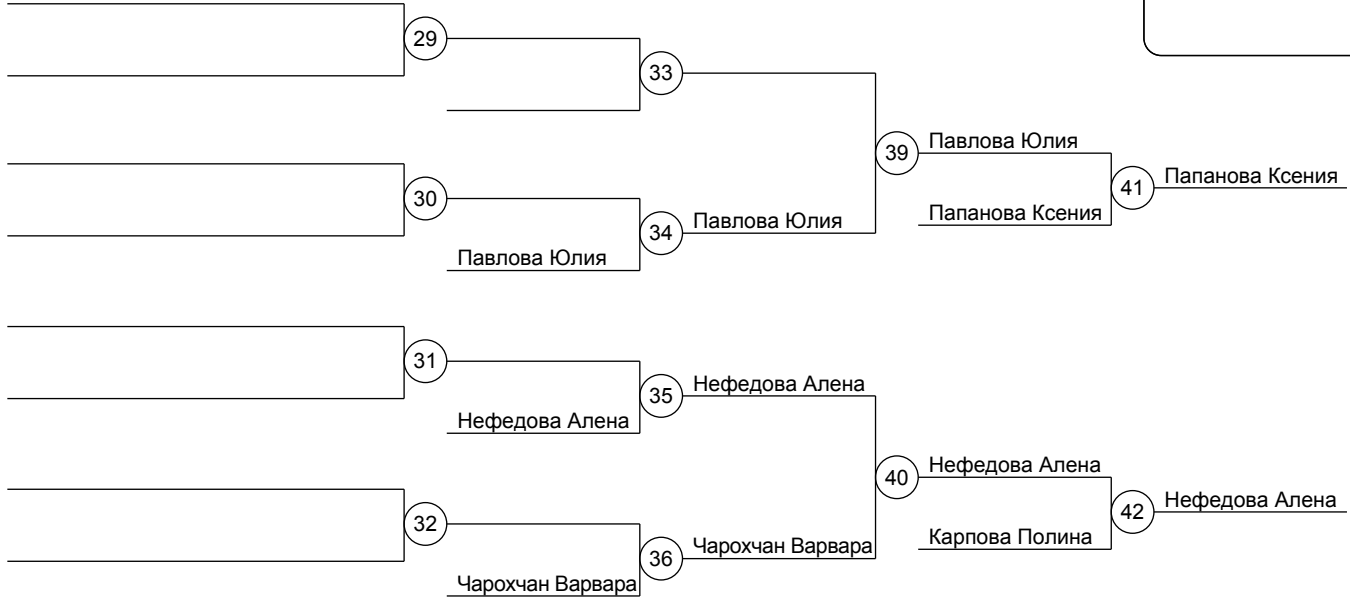 29
33
39
Павлова Юлия
41
Папанова Ксения
30
Папанова Ксения
34
Павлова Юлия
Павлова Юлия
31
35
Нефедова Алена
Нефедова Алена
40
Нефедова Алена
42
Нефедова Алена
32
Карпова Полина
36
Чарохчан Варвара
Чарохчан Варвара